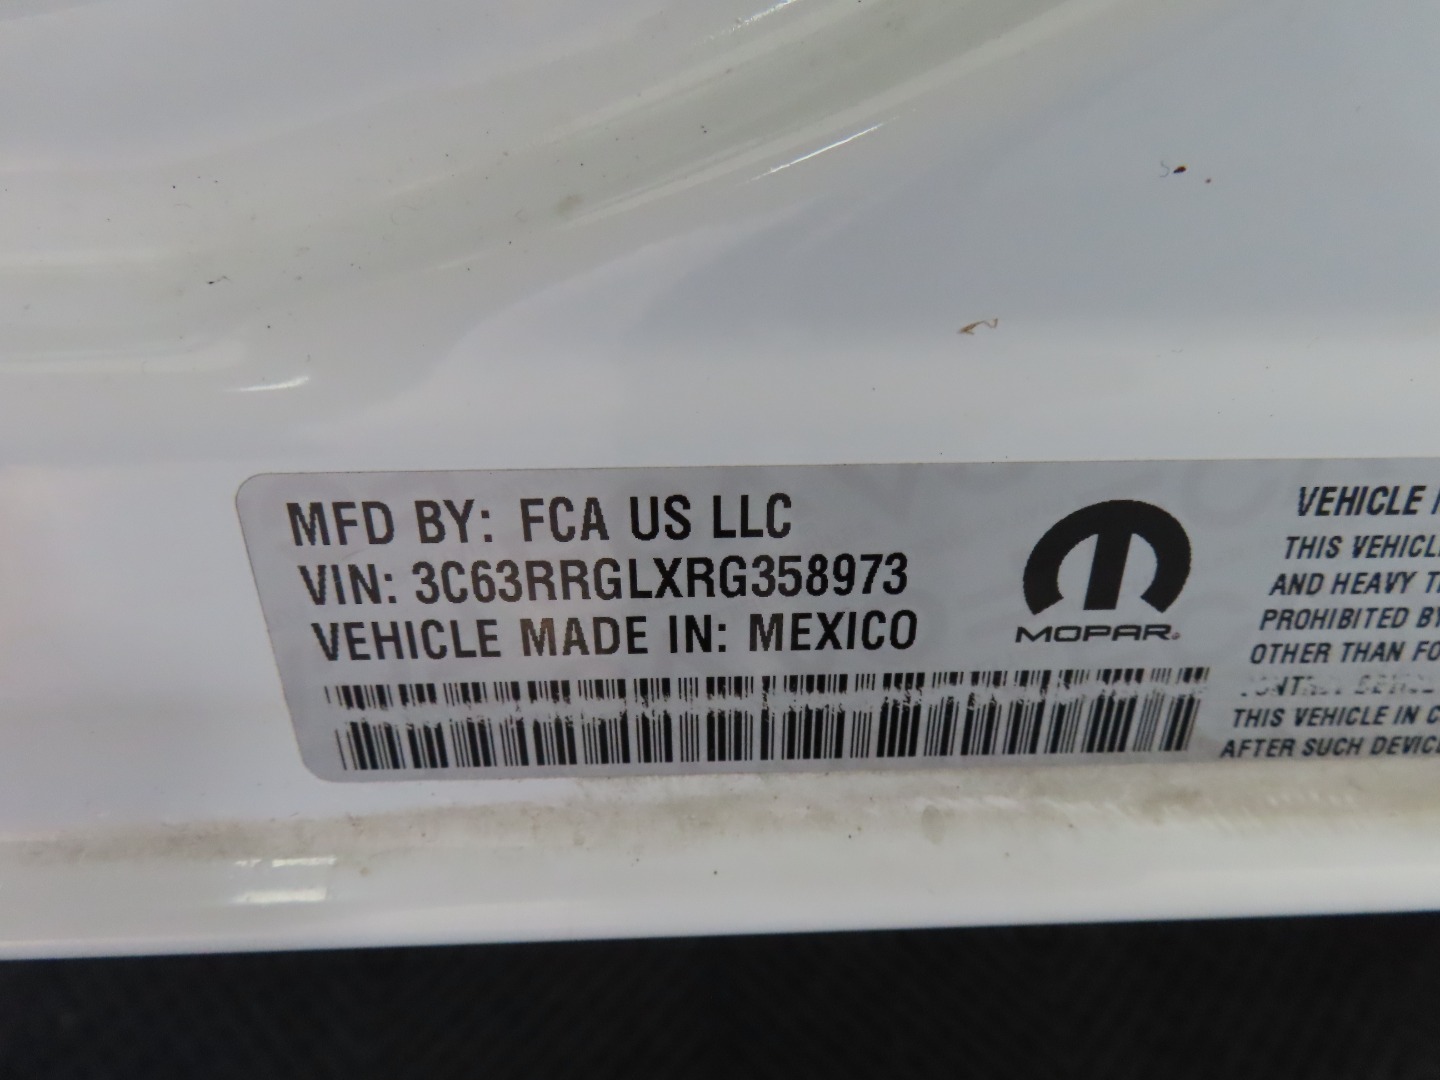 MFD BY: FCA US LLC
VIN: 3C63RRGLXRG358973
VEHICLE MADE IN: MEXICO
MOPAR
VEHICLE
THIS VEHICL
AND HEAVY
PROHIBITED BY
OTHER THAN FO
THIS VEHICLE IN C
AFTER SUCH DEVICE